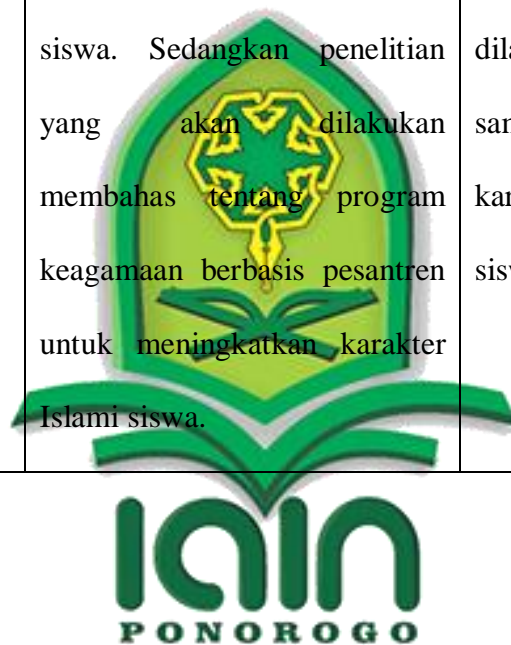 siswa. Sedangkan penelitian
yang akan dilakukan
membahas tentang program
keagamaan berbasis pesantren
untuk meningkatkan karakter
Islami siswa.
IAIN
PONOROGO